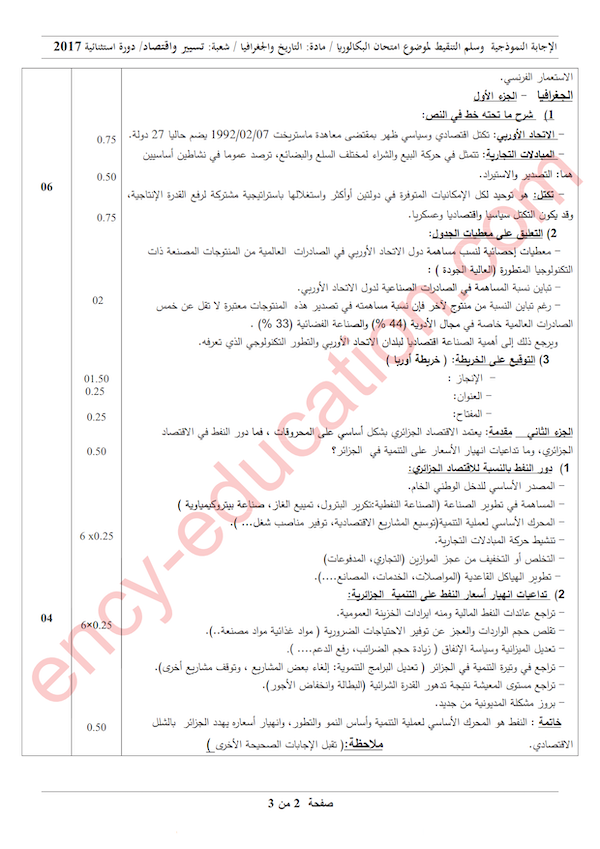 الإجابة النموذجية وسلم التنقيط لموضوع امتحان البكالوريا / مادة: التاريخ والجغرافيا / شعبة: تسيير واقتصاد/ دورة استثنائية 2017
الاستعمار الفرنسي.
الجغرافيا – الجزء الأول
1) شرح ما تحته خط في النص:
– الاتحاد الأوربي: تكتل اقتصادي وسياسي ظهر بمقتضى معاهدة ماستريخت 1992/02/07 يضم حاليا 27 دولة.
0.75
– المبادلات التجارية: تتمثل في حركة البيع والشراء لمختلف السلع والبضائع، ترصد عموما في نشاطين أساسيين
هما: التصدير والاستيراد.
0.50
06
– تكتل: هو توحيد لكل الإمكانيات المتوفرة في دولتين أوأكثر واستغلالها باستراتيجية مشتركة لرفع القدرة الإنتاجية،
وقد يكون التكتل سياسيا واقتصاديا وعسكريا.
0.75
2) التعليق على معطيات الجدول:
– معطيات إحصائية لنسب مساهمة دول الاتحاد الأوربي في الصادرات العالمية من المنتوجات المصنعة ذات
التكنولوجيا المتطورة (العالية الجودة ) :
– تباين نسبة المساهمة في الصادرات الصناعية لدول الاتحاد الأوربي.
02
– رغم تباين النسبة من منتوج لأخر فإن نسبة مساهمته في تصدير هذه المنتوجات معتبرة لا تقل عن خمس
الصادرات العالمية خاصة في مجال الأدوية (44 %) والصناعة الفضائية (33 %) .
ويرجع ذلك إلى أهمية الصناعة اقتصاديا لبلدان الاتحاد الأوربي والتطور التكنولوجي الذي تعرفه.
3) التوقيع على الخريطة: ( خريطة أوربا )
– الإنجاز :
01.50
– العنوان:
0.25
– المفتاح:
0.25
الجزء الثاني مقدمة: يعتمد الاقتصاد الجزائري بشكل أساسي على المحروقات ، فما دور النفط في الاقتصاد
الجزائري، وما تداعيات انهيار الأسعار على التنمية في الجزائر؟
0.50
1) دور النفط بالنسبة للاقتصاد الجزائري:
– المصدر الأساسي للدخل الوطني الخام.
– المساهمة في تطوير الصناعة (الصناعة النفطية:تكرير البترول، تمييع الغاز، صناعة بيتروكيمياوية )
– المحرك الأساسي لعملية التنمية(توسيع المشاريع الاقتصادية، توفير مناصب شغل... ).
– تنشيط حركة المبادلات التجارية.
6 x0.25
– التخلص أو التخفيف من عجز الموازين (التجاري، المدفوعات)
– تطوير الهياكل القاعدية (المواصلات، الخدمات، المصانع....).
2) تداعيات انهيار أسعار النفط على التنمية الجزائرية:
04
– تراجع عائدات النفط المالية ومنه ايرادات الخزينة العمومية.
6×0.25
– تقلص حجم الواردات والعجز عن توفير الاحتياجات الضرورية ( مواد غذائية مواد مصنعة..).
– تعديل الميزانية وسياسة الإنفاق ( زيادة حجم الضرائب، رفع الدعم.... ).
– تراجع في وتيرة التنمية في الجزائر ( تعديل البرامج التنموية: إلغاء بعض المشاريع ، وتوقف مشاريع أخرى).
– تراجع مستوى المعيشة نتيجة تدهور القدرة الشرائية (البطالة وانخفاض الأجور).
– بروز مشكلة المديونية من جديد.
خاتمة : النفط هو المحرك الأساسي لعملية التنمية وأساس النمو والتطور، وانهيار أسعاره يهدد الجزائر بالشلل
0.50
الاقتصادي. ملاحظة:( تقبل الإجابات الصحيحة الأخرى )
صفحة 2 من 3
ency-education.com